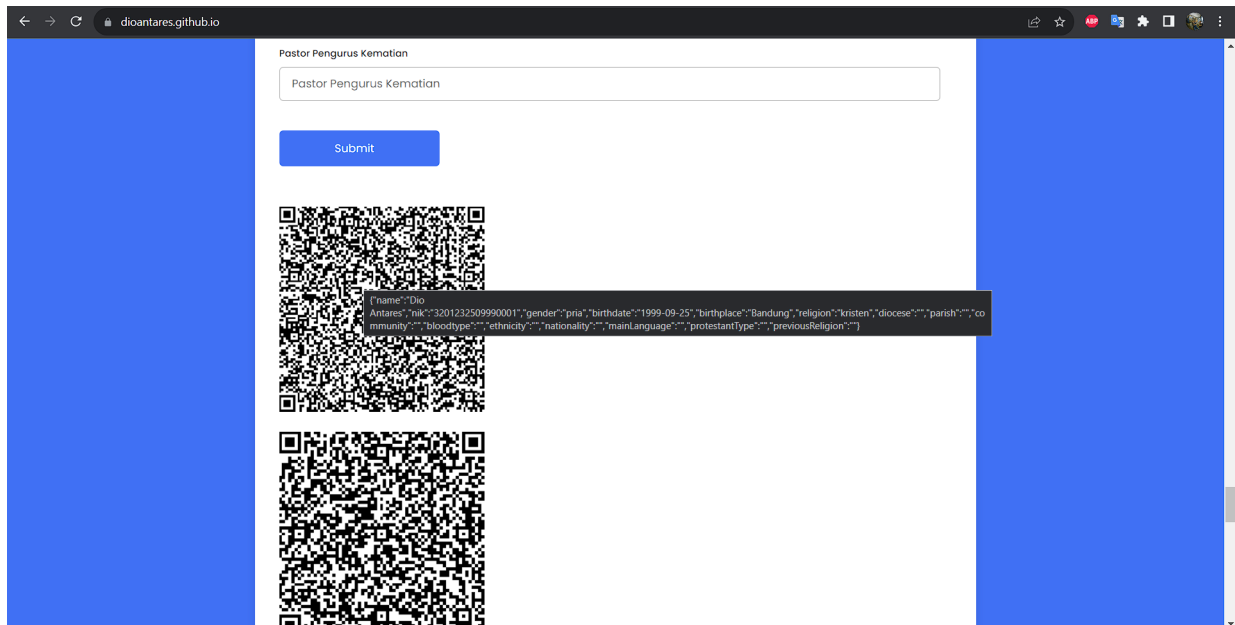 dioantares.github.io
ABP
Pastor Pengurus Kematian
Pastor Pengurus Kematian
Submit
{"name":"Dio
Antares","nik":"3201232509990001","gender":"pria","birthdate":"1999-09-25","birthplace":"Bandung","religion":"kristen","diocese":"","parish":"","co
mmunity":"","bloodtype":"","ethnicity":"","nationality":"","mainLanguage":"","protestantType":"","previousReligion":""}